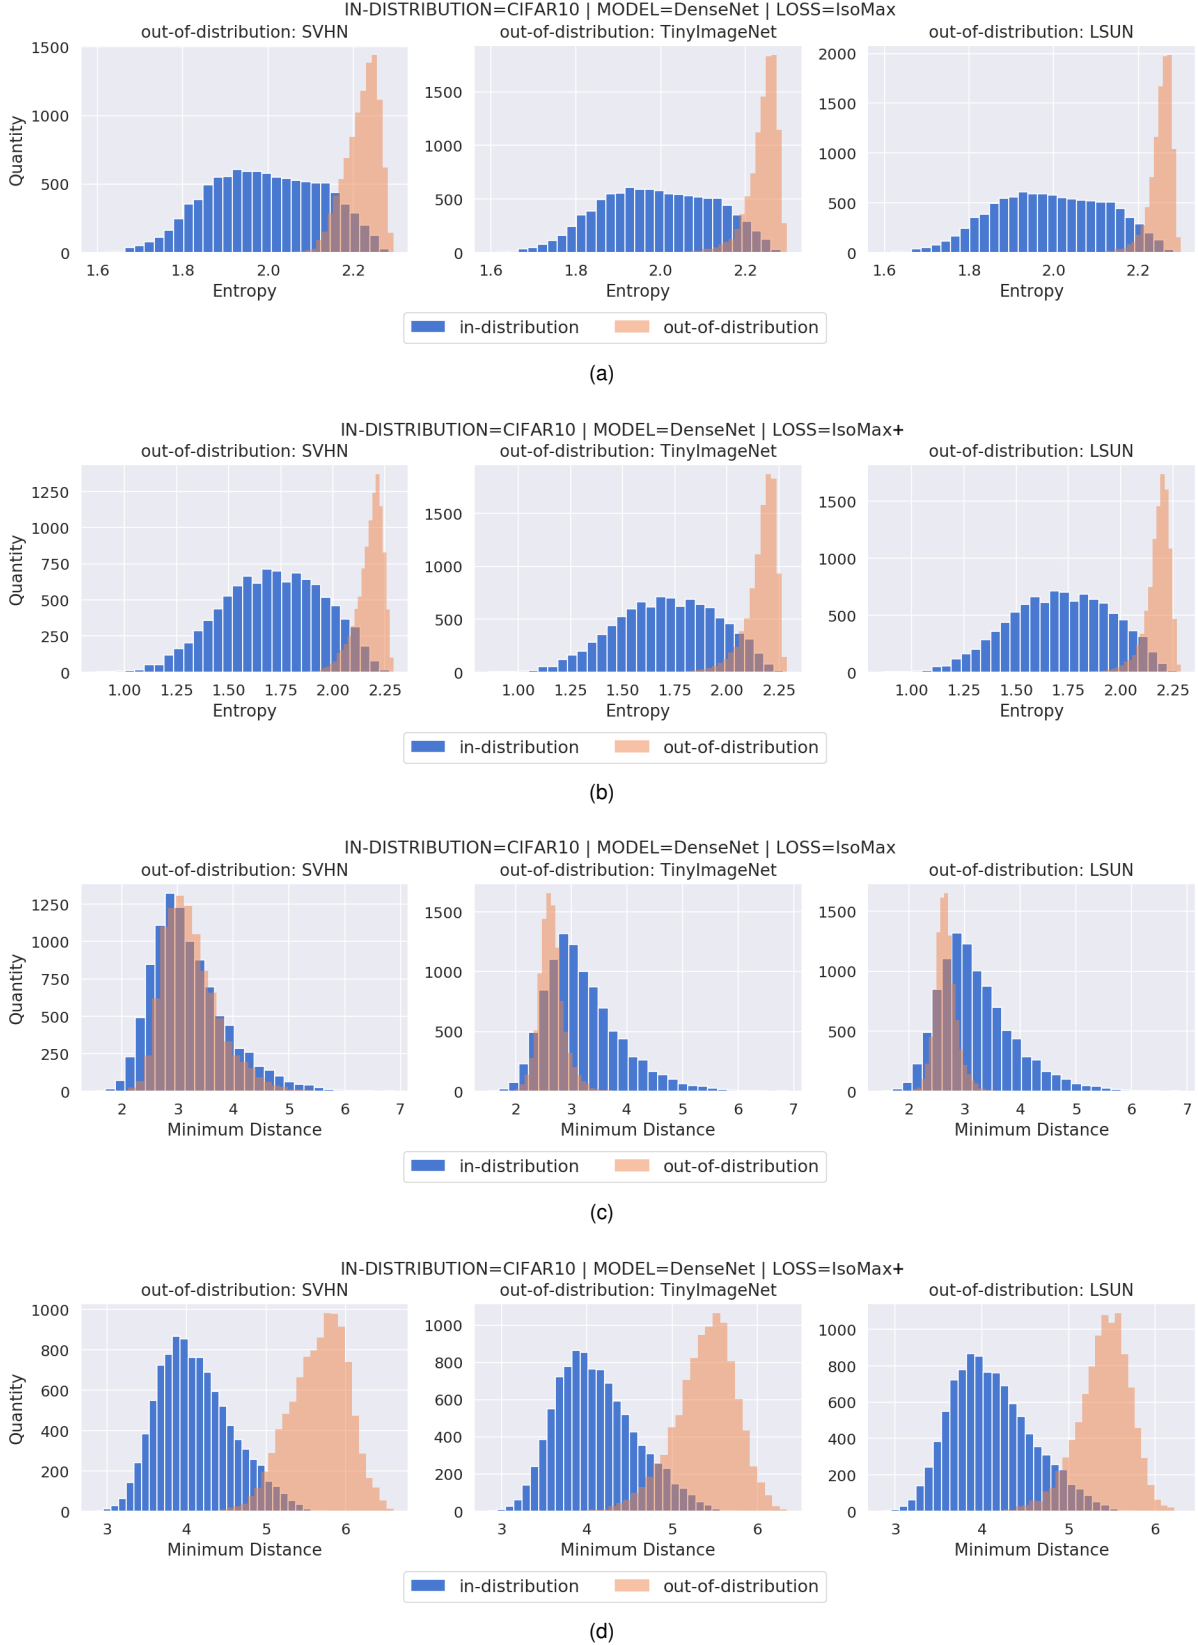 IN-DISTRIBUTION=CIFAR10 | MODEL=DenseNet | LOSS=IsoMax
out-of-distribution: SVHN
out-of-distribution: TinyImageNet
out-of-distribution: LSUN
Quantity
1500
1000
500
0
1.6 1.8 2.0 2.2
Entropy
1500
1000
500
0
1.6 1.8 2.0 2.2
Entropy
2000
1500
1000
500
0
1.6 1.8 2.0 2.2
Entropy
in-distribution out-of-distribution
(a)
IN-DISTRIBUTION=CIFAR10 | MODEL=DenseNet | LOSS=IsoMax+
out-of-distribution: SVHN
out-of-distribution: TinyImageNet
out-of-distribution: LSUN
Quantity
1250
1000
750
500
250
0
1.00 1.25 1.50 1.75 2.00 2.25
Entropy
1500
1000
500
0
1.00 1.25 1.50 1.75 2.00 2.25
Entropy
1500
1000
500
0
1.00 1.25 1.50 1.75 2.00 2.25
Entropy
in-distribution out-of-distribution
(b)
IN-DISTRIBUTION=CIFAR10 | MODEL=DenseNet | LOSS=IsoMax
out-of-distribution: SVHN
out-of-distribution: TinyImageNet
out-of-distribution: LSUN
Quantity
1250
1000
750
500
250
0
2 3 4 5 6 7
Minimum Distance
1500
1000
500
0
2 3 4 5 6 7
Minimum Distance
1500
1000
500
0
2 3 4 5 6 7
Minimum Distance
in-distribution out-of-distribution
(c)
IN-DISTRIBUTION=CIFAR10 | MODEL=DenseNet | LOSS=IsoMax+
out-of-distribution: SVHN
out-of-distribution: TinyImageNet
out-of-distribution: LSUN
Quantity
1000
800
600
400
200
0
3 4 5 6
Minimum Distance
1000
800
600
400
200
0
3 4 5 6
Minimum Distance
1000
800
600
400
200
0
3 4 5 6
Minimum Distance
in-distribution out-of-distribution
(d)